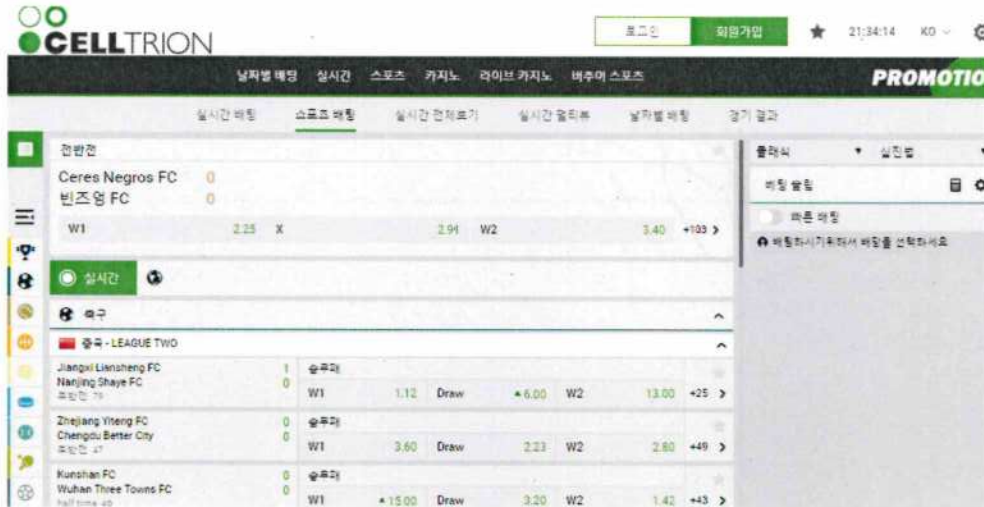 CELLTRION
로그인 회원가입 21:34:14 KO
날짜별 배팅 실시간 스포츠 카지노 라이브 카지노 버추어 스포츠 PROMOTIO
실시간 배팅 스포츠 배팅 실시간 전체보기 실시간 멀티뷰 날짜별 배팅 경기 결과
전반전
Ceres Negros FC 0
빈즈엉 FC 0
W1 2.25 X 2.94 W2 3.40 +103
클래식 십진법
배팅 슬립
빠른 배팅
배팅하시기위해서 배당를 선택하세요
실시간
축구
중국 - LEAGUE TWO
Jiangxi Liansheng FC 1 승무패
Nanjing Shaye FC 0
후반전 79
W1 1.12 Draw 6.00 W2 13.00 +25
Zhejiang Yiteng FC 0 승무패
Chengdu Better City 0
W1 3.60 Draw 2.23 W2 2.80 +49
Kunshan FC 0 승무패
Wuhan Three Towns FC 0
half time
W1 15.00 Draw 3.20 W2 1.42 +43